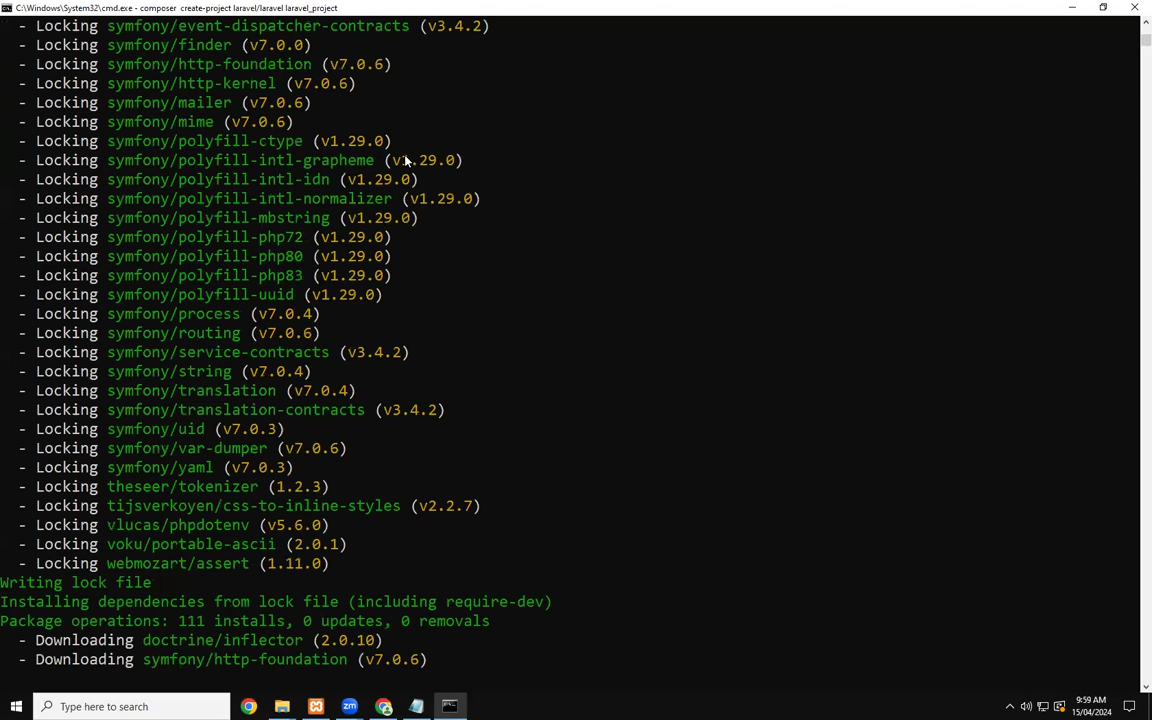 C:\Windows\System32\cmd.exe - composer  create-project laravel/laravel laravel_project
- Locking symfony/event-dispatcher-contracts (v3.4.2)
- Locking symfony/finder (v7.0.0)
- Locking symfony/http-foundation (v7.0.6)
- Locking symfony/http-kernel (v7.0.6)
- Locking symfony/mailer (v7.0.6)
- Locking symfony/mime (v7.0.6)
- Locking symfony/polyfill-ctype (v1.29.0)
- Locking symfony/polyfill-intl-grapheme (v1.29.0)
- Locking symfony/polyfill-intl-idn (v1.29.0)
- Locking symfony/polyfill-intl-normalizer (v1.29.0)
- Locking symfony/polyfill-mbstring (v1.29.0)
- Locking symfony/polyfill-php72 (v1.29.0)
- Locking symfony/polyfill-php80 (v1.29.0)
- Locking symfony/polyfill-php83 (v1.29.0)
- Locking symfony/polyfill-uuid (v1.29.0)
- Locking symfony/process (v7.0.4)
- Locking symfony/routing (v7.0.6)
- Locking symfony/service-contracts (v3.4.2)
- Locking symfony/string (v7.0.4)
- Locking symfony/translation (v7.0.4)
- Locking symfony/translation-contracts (v3.4.2)
- Locking symfony/uid (v7.0.3)
- Locking symfony/var-dumper (v7.0.6)
- Locking symfony/yaml (v7.0.3)
- Locking theseer/tokenizer (1.2.3)
- Locking tijsverkoyen/css-to-inline-styles (v2.2.7)
- Locking vlucas/phpdotenv (v5.6.0)
- Locking voku/portable-ascii (2.0.1)
- Locking webmozart/assert (1.11.0)
Writing lock file
Installing dependencies from lock file (including require-dev)
Package operations: 111 installs, 0 updates, 0 removals
- Downloading doctrine/inflector (2.0.10)
- Downloading symfony/http-foundation (v7.0.6)
Type here to search
zm
9:59 AM
15/04/2024